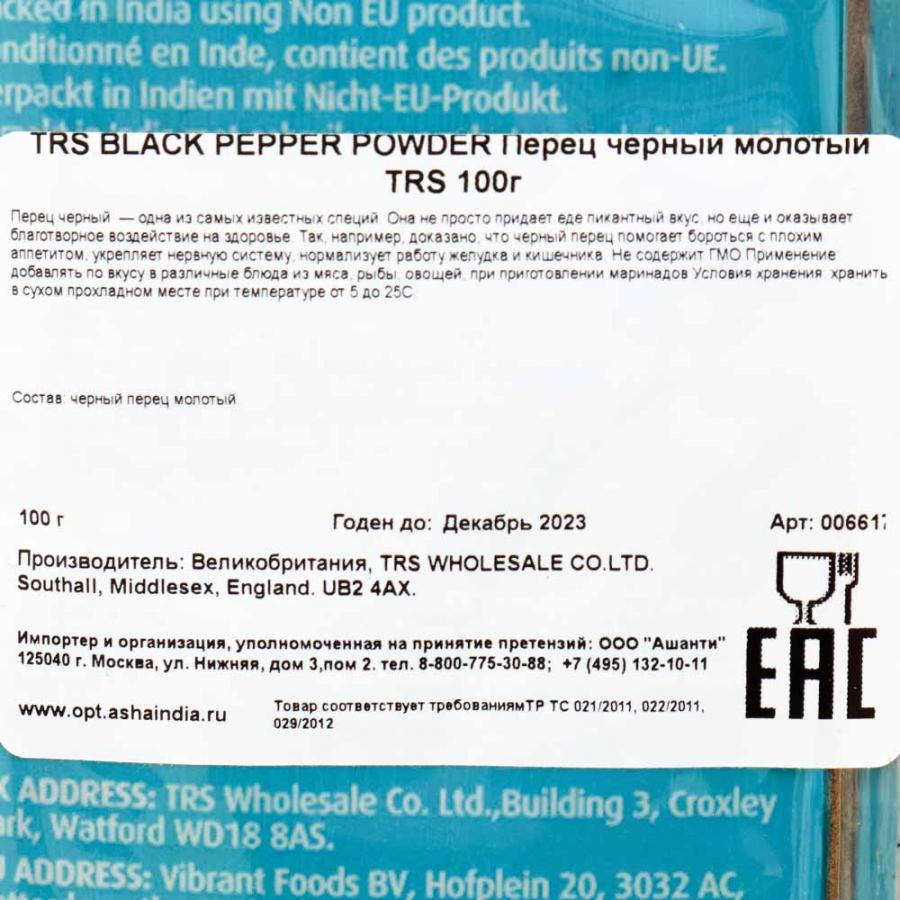 cked in India using Non EU product.
nditionné en Inde, contient des produits non-UE.
rpackt in Indien mit Nicht-EU-Produkt.
TRS BLACK PEPPER POWDER Перец черный молотый
TRS 100г
Перец черный — одна из самых известных специй. Она не просто придает еде пикантный вкус, но еще и оказывает
благотворное воздействие на здоровье. Так, например, доказано, что черный перец помогает бороться с плохим
аппетитом, укрепляет нервную систему, нормализует работу желудка и кишечника. Не содержит ГМО Применение:
добавлять по вкусу в различные блюда из мяса, рыбы, овощей, при приготовлении маринадов Условия хранения: хранить
в сухом прохладном месте при температуре от 5 до 25С.
Состав: черный перец молотый.
100 г
Годен до: Декабрь 2023
Арт: 006617
Производитель: Великобритания, TRS WHOLESALE CO.LTD.
Southall, Middlesex, England. UB2 4AX.
Импортер и организация, уполномоченная на принятие претензий: ООО "Ашанти"
125040 г. Москва, ул. Нижняя, дом 3,пом 2. тел. 8-800-775-30-88; +7 (495) 132-10-11
www.opt.ashaindia.ru
Товар соответствует требованиямТР ТС 021/2011, 022/2011,
029/2012
EAC
K ADDRESS: TRS Wholesale Co. Ltd.,Building 3, Croxley
ark, Watford WD18 8AS.
U ADDRESS: Vibrant Foods BV, Hofplein 20, 3032 AC,